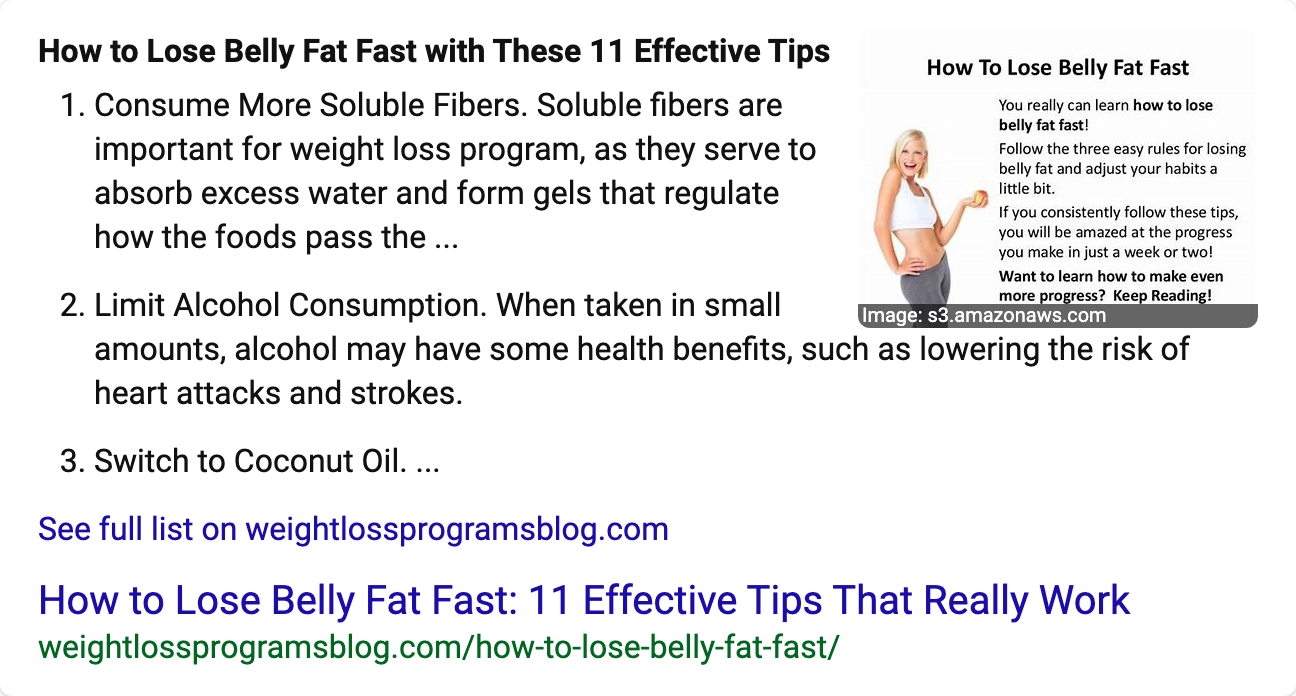 How to Lose Belly Fat Fast with These 11 Effective Tips
1. Consume More Soluble Fibers. Soluble fibers are
important for weight loss program, as they serve to
absorb excess water and form gels that regulate
how the foods pass the ...
2. Limit Alcohol Consumption. When taken in small
amounts, alcohol may have some health benefits, such as lowering the risk of
heart attacks and strokes.
3. Switch to Coconut Oil. ...
How To Lose Belly Fat Fast
You really can learn how to lose
belly fat fast!
Follow the three easy rules for losing
belly fat and adjust your habits a
little bit.
If you consistently follow these tips,
you will be amazed at the progress
you make in just a week or two!
Want to learn how to make even
more progress? Keep Reading!
Image: s3.amazonaws.com
See full list on weightlossprogramsblog.com
How to Lose Belly Fat Fast: 11 Effective Tips That Really Work
weightlossprogramsblog.com/how-to-lose-belly-fat-fast/